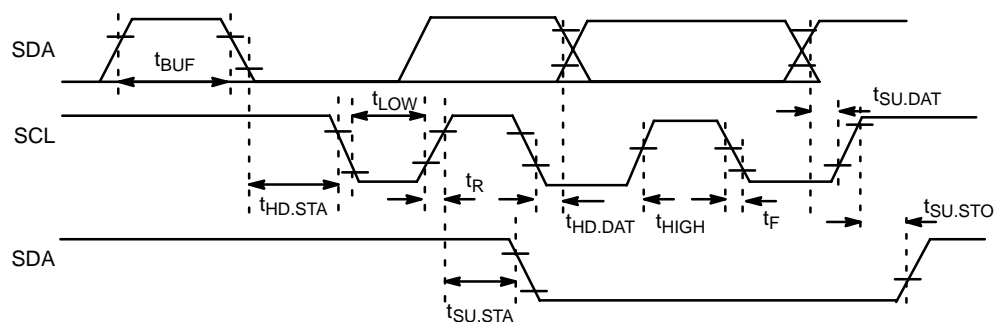 SDA
tBUF
tSU.DAT
tLOW
SCL
tR
tHD.STA
tHD.DAT
tHIGH
tF
tSU.STO
SDA
tSU.STA